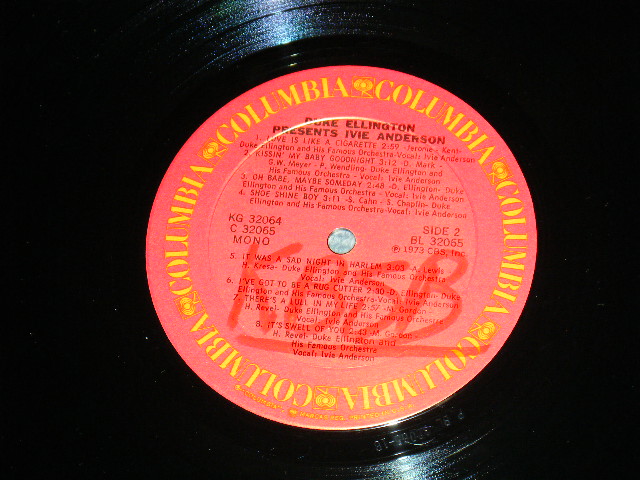 COLUMBIA COLUMBIA COLUMBIA COLUMBIA COLUMBIA COLUMBIA
DUKE ELLINGTON
PRESENTS IVIE ANDERSON
1. LOVE IS LIKE A CIGARETTE 2:59 -Jerome- Kent-
Duke Ellington and His Famous Orchestra-Vocal: Ivie Anderson
2. KISSIN' MY BABY GOODNIGHT 3:12 -D. Mark -
G.W. Meyer - P. Wendling- Duke Ellington and
His Famous Orchestra-Vocal: Ivie Anderson
3. OH BABE, MAYBE SOMEDAY 2:48 -D. Ellington- Duke
Ellington and His Famous Orchestra-Vocal: Ivie Anderson
4. SHOE SHINE BOY 3:11 -S. Cahn - S. Chaplin- Duke
Ellington and His Famous Orchestra-Vocal: Ivie Anderson
KG 32064
C 32065
MONO
SIDE 2
BL 32065
℗ 1973 CBS, Inc.
5. IT WAS A SAD NIGHT IN HARLEM 3:03 -A. Lewis -
H. Kresa- Duke Ellington and His Famous Orchestra
Vocal: Ivie Anderson
6. I'VE GOT TO BE A RUG CUTTER 2:30 -D. Ellington- Duke
Ellington and His Famous Orchestra-Vocal: Ivie Anderson
7. THERE'S A LULL IN MY LIFE 2:57 -M. Gordon -
H. Revel- Duke Ellington and His Famous Orchestra
Vocal: Ivie Anderson
8. IT'S SWELL OF YOU 2:43 -M. Gordon -
H. Revel- Duke Ellington and
His Famous Orchestra
Vocal: Ivie Anderson